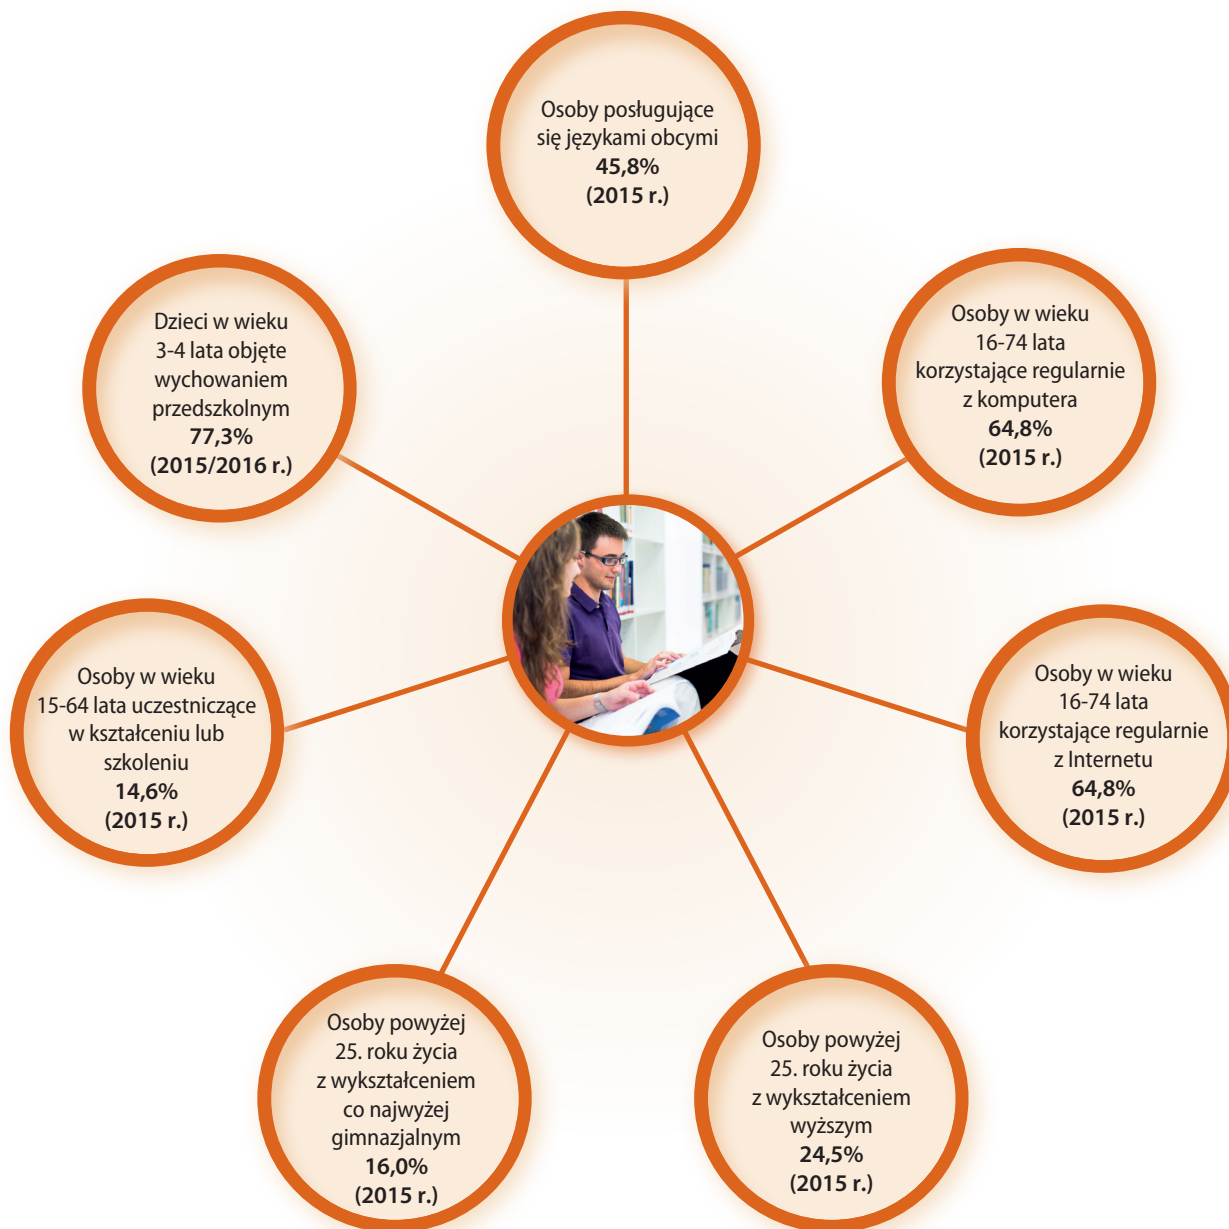 Osoby posługujące
się językami obcymi
45,8%
(2015 r.)
Dzieci w wieku
3-4 lata objęte
wychowaniem
przedszkolnym
77,3%
(2015/2016 r.)
Osoby w wieku
16-74 lata
korzystające regularnie
z komputera
64,8%
(2015 r.)
Osoby w wieku
15-64 lata uczestniczące
w kształceniu lub
szkoleniu
14,6%
(2015 r.)
Osoby w wieku
16-74 lata
korzystające regularnie
z Internetu
64,8%
(2015 r.)
Osoby powyżej
25. roku życia
z wykształceniem
co najwyżej
gimnazjalnym
16,0%
(2015 r.)
Osoby powyżej
25. roku życia
z wykształceniem
wyższym
24,5%
(2015 r.)